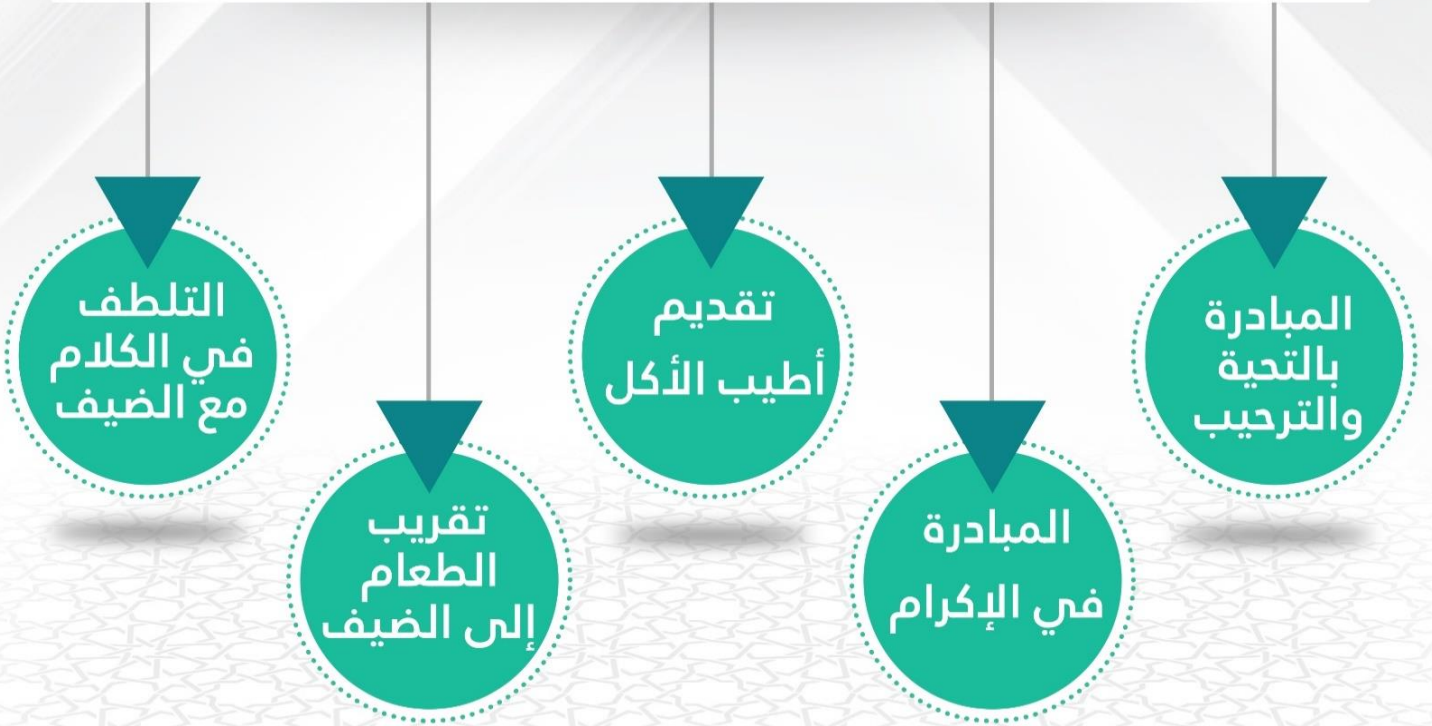 المبادرة
بالتحية
والترحيب
المبادرة
في الإكرام
تقديم
أطيب الأكل
تقريب
الطعام
إلى الضيف
التلطف
في الكلام
مع الضيف